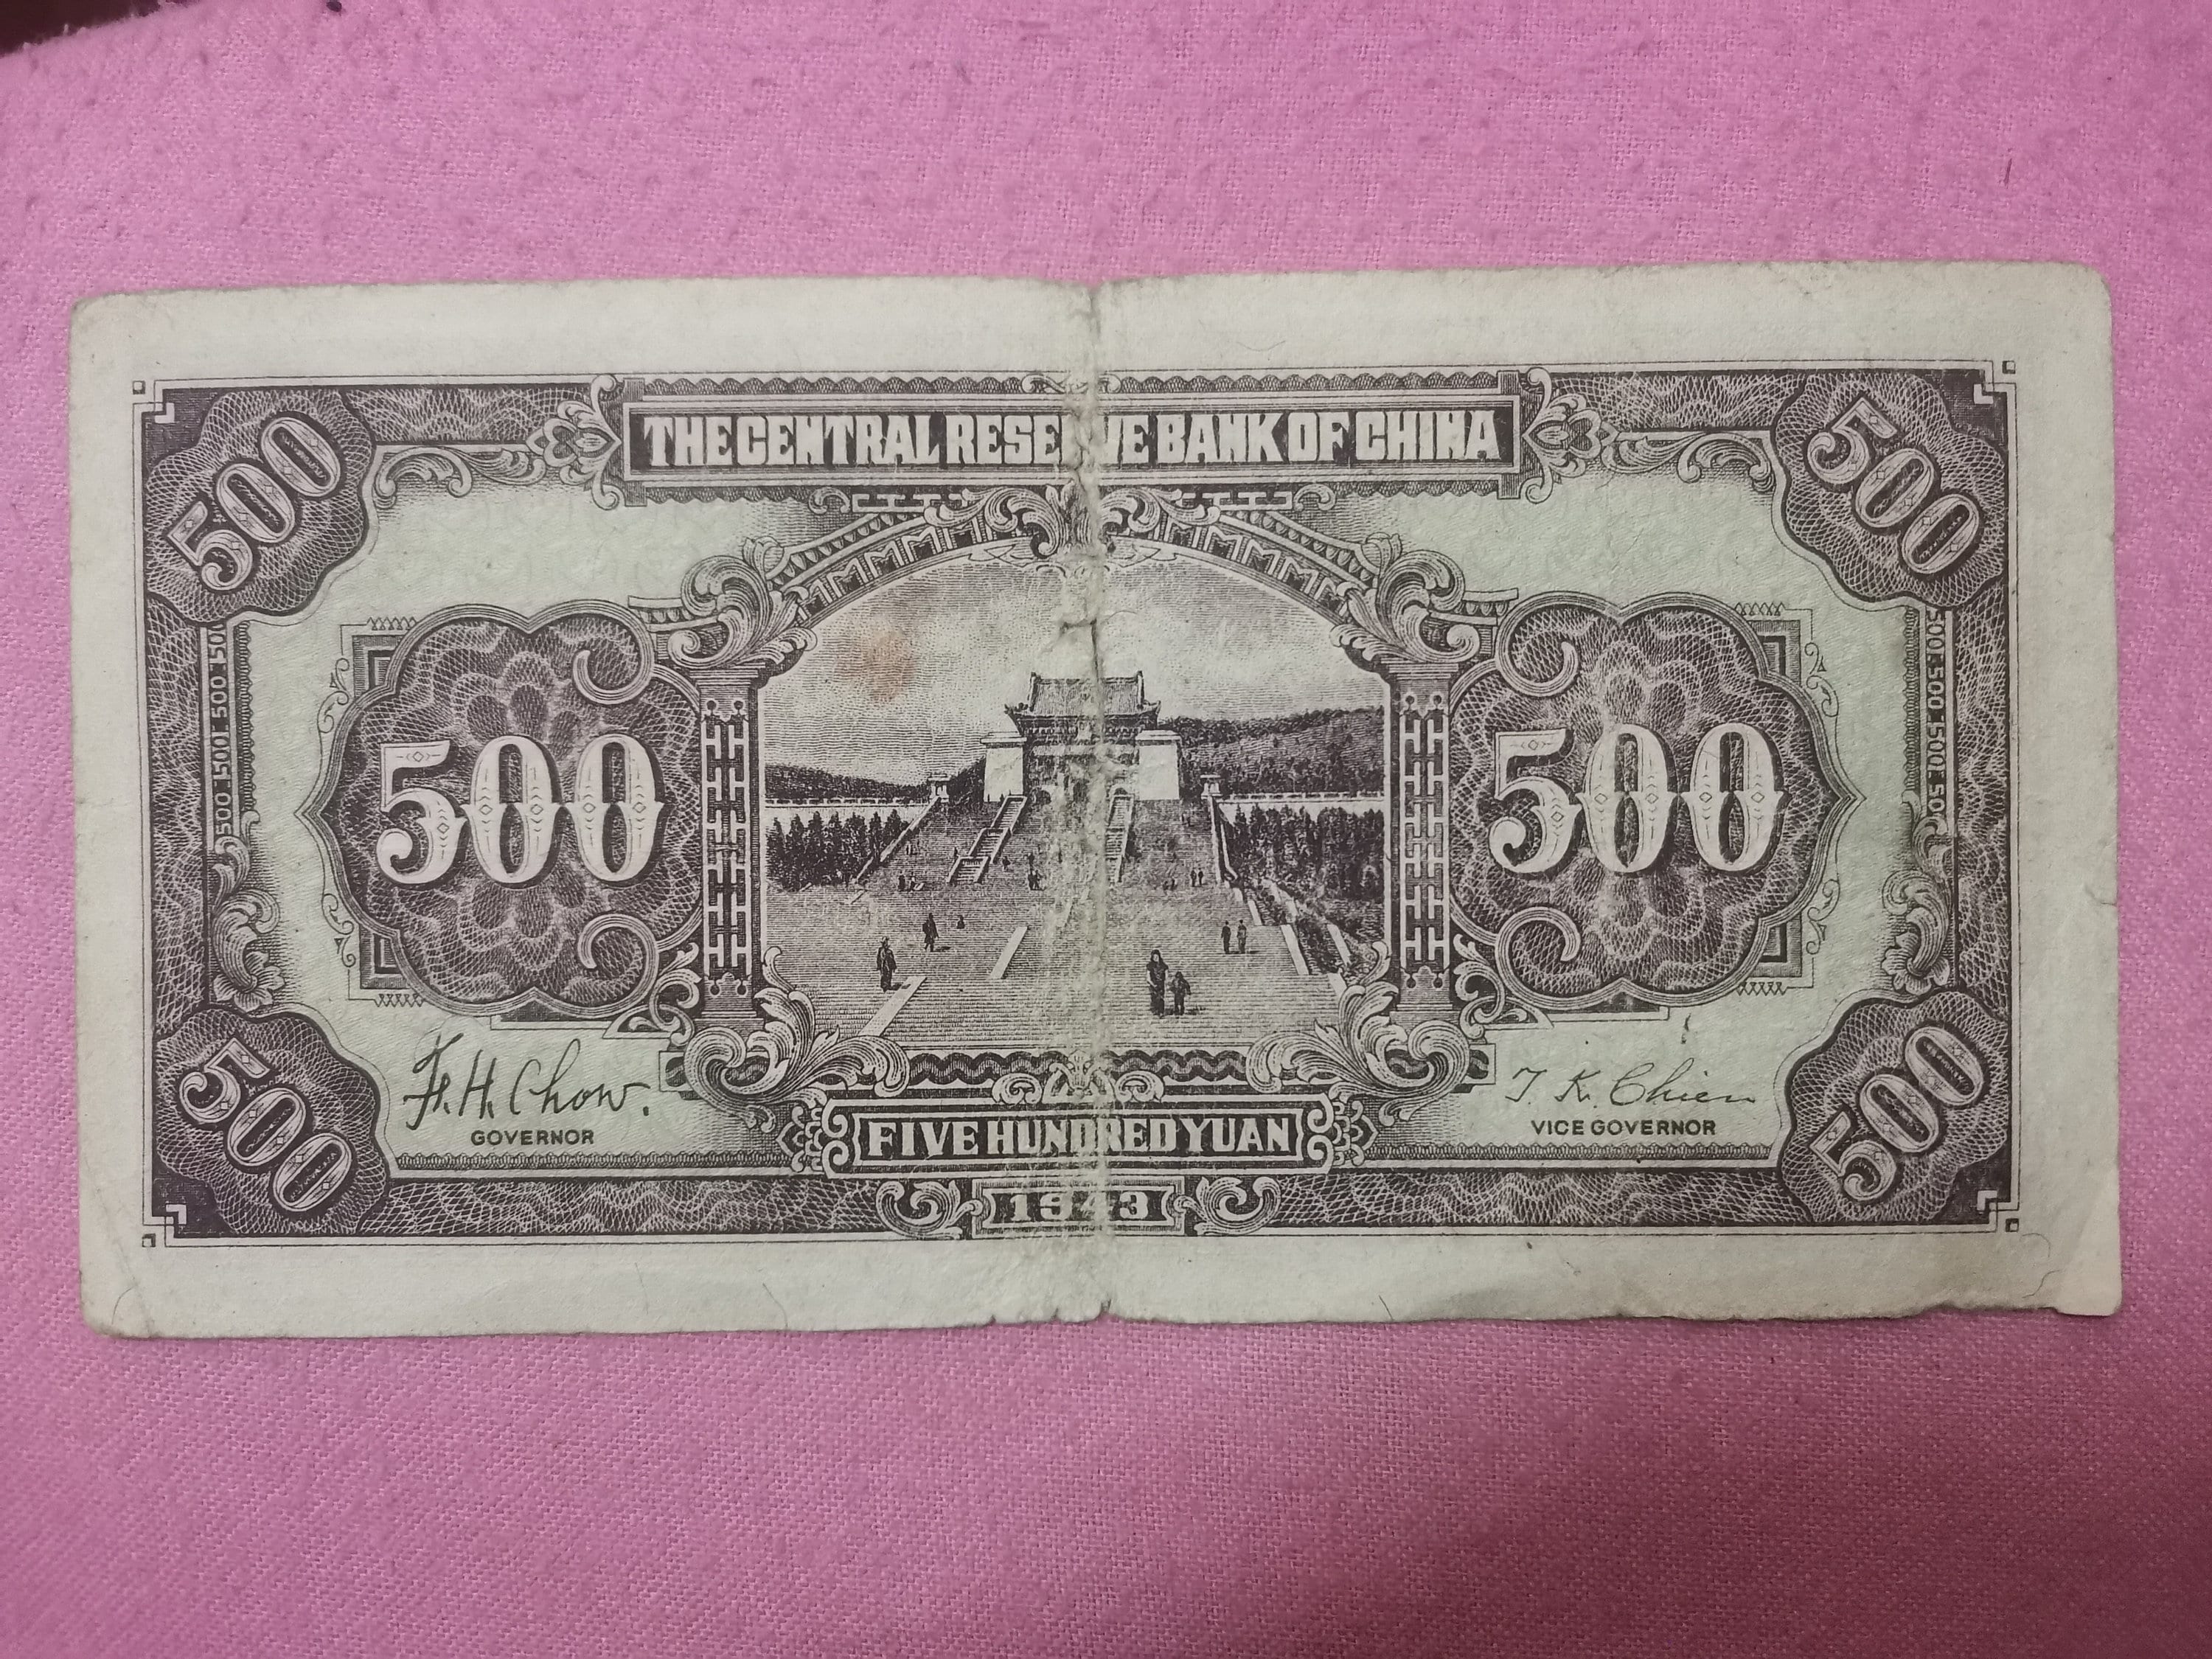 THE CENTRAL RESERVE BANK OF CHINA
500
500
500
500
F. H. Chow.
GOVERNOR
T. K. Chien
VICE GOVERNOR
500
500
FIVE HUNDRED YUAN
1943